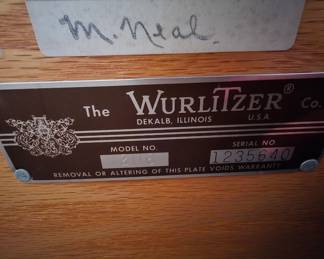 M. Neal.
The WURLITZER® Co.
DEKALB, ILLINOIS U.S.A.
MODEL NO. SERIAL NO.
1235640
REMOVAL OR ALTERING OF THIS PLATE VOIDS WARRANTY